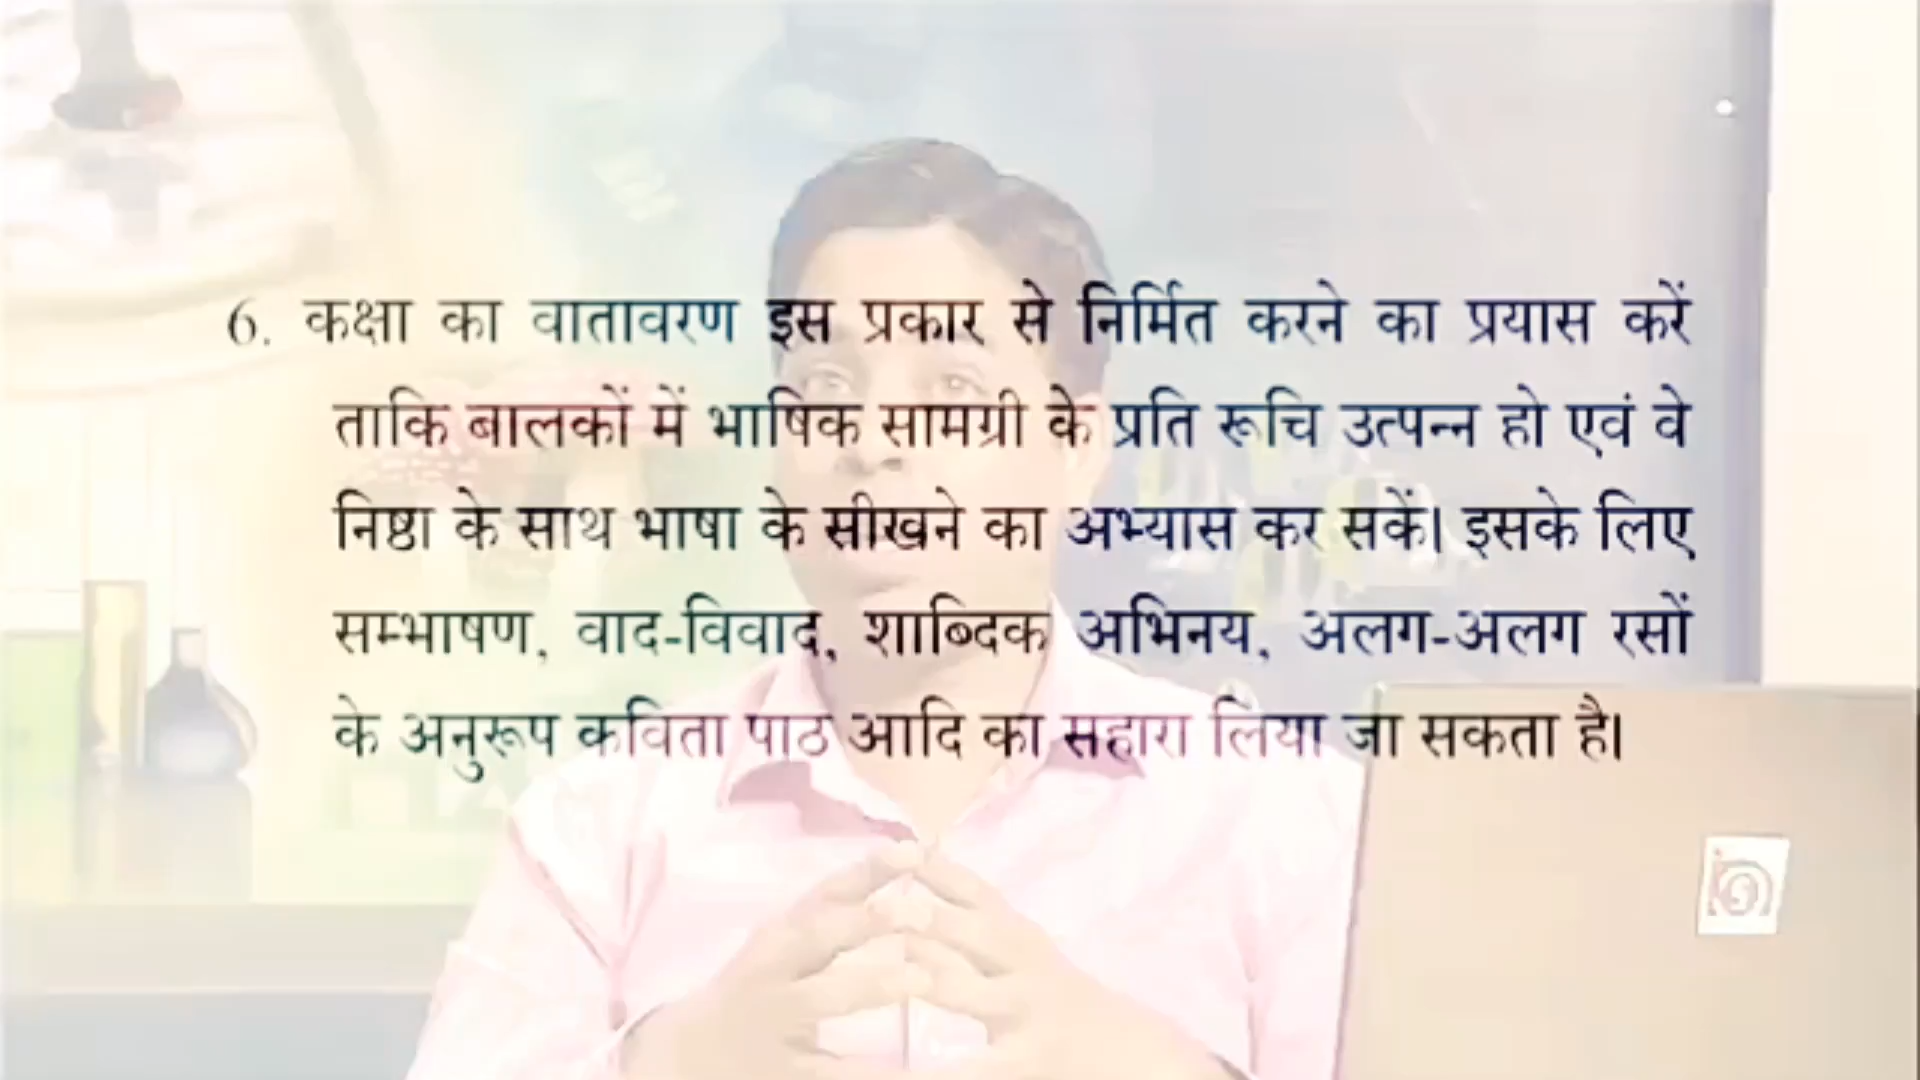 6. कक्षा का वातावरण इस प्रकार से निर्मित करने का प्रयास करें
ताकि बालकों में भाषिक सामग्री के प्रति रूचि उत्पन्न हो एवं वे
निष्ठा के साथ भाषा के सीखने का अभ्यास कर सकें। इसके लिए
सम्भाषण, वाद-विवाद, शाब्दिक अभिनय, अलग-अलग रसों
के अनुरूप कविता पाठ आदि का सहारा लिया जा सकता है।